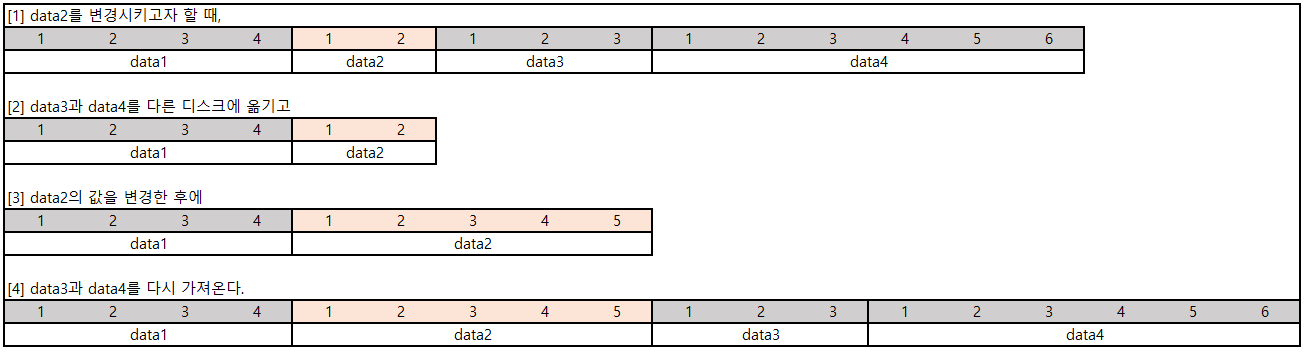 [1] data2를 변경시키고자 할 때,
1 2 3 4 1 2 1 2 3 1 2 3 4 5 6
data1 data2 data3 data4
[2] data3과 data4를 다른 디스크에 옮기고
1 2 3 4 1 2
data1 data2
[3] data2의 값을 변경한 후에
1 2 3 4 1 2 3 4 5
data1 data2
[4] data3과 data4를 다시 가져온다.
1 2 3 4 1 2 3 4 5 1 2 3 1 2 3 4 5 6
data1 data2 data3 data4